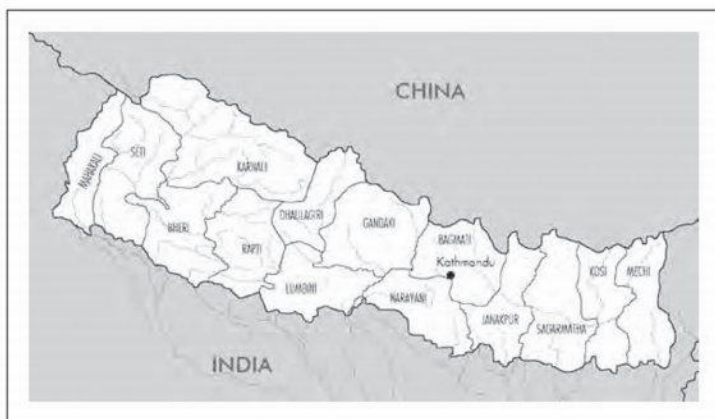 CHINA
MAHAKALI
SETI
KARNALI
BHERI
RAPTI
DHAULAGIRI
GANDAKI
LUMBINI
BAGMATI
Kathmandu
NARAYANI
JANAKPUR
SAGARMATHA
KOSI
MECHI
INDIA